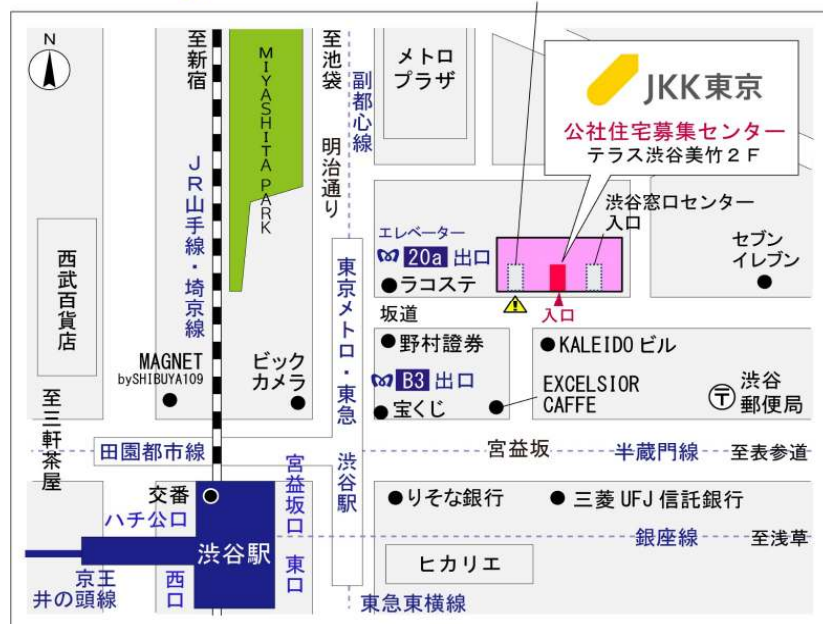 N
至新宿
MIYASHITA PARK
至池袋
副都心線
明治通り
メトロ
プラザ
JKK東京
公社住宅募集センター
テラス渋谷美竹2F
JR山手線・埼京線
渋谷窓口センター
入口
エレベーター
20a 出口
ラコステ
セブン
イレブン
入口
西武百貨店
東京メトロ・東急 渋谷駅
坂道
野村證券
KALEIDO ビル
MAGNET
bySHIBUYA109
ビック
カメラ
B3 出口
宝くじ
EXCELSIOR
CAFFE
渋谷
郵便局
至三軒茶屋
田園都市線
宮益坂
半蔵門線
至表参道
交番
ハチ公口
宮益坂口
りそな銀行
三菱UFJ信託銀行
渋谷駅
銀座線
至浅草
京王
井の頭線
西口
東口
ヒカリエ
東急東横線